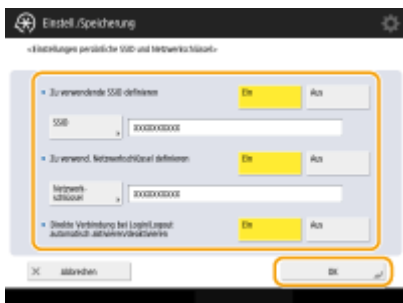 Einstell./Speicherung
<Einstellungen persönliche SSID und Netzwerkschlüssel>
Zu verwendende SSID definieren
Ein
Aus
SSID
XXXXXXXXXX
Zu verwend. Netzwerkschlüssel definieren
Ein
Aus
Netzwerk-
schlüssel
XXXXXXXXXX
Direkte Verbindung bei Login/Logout
automatisch aktivieren/deaktivieren
Ein
Aus
Abbrechen
OK